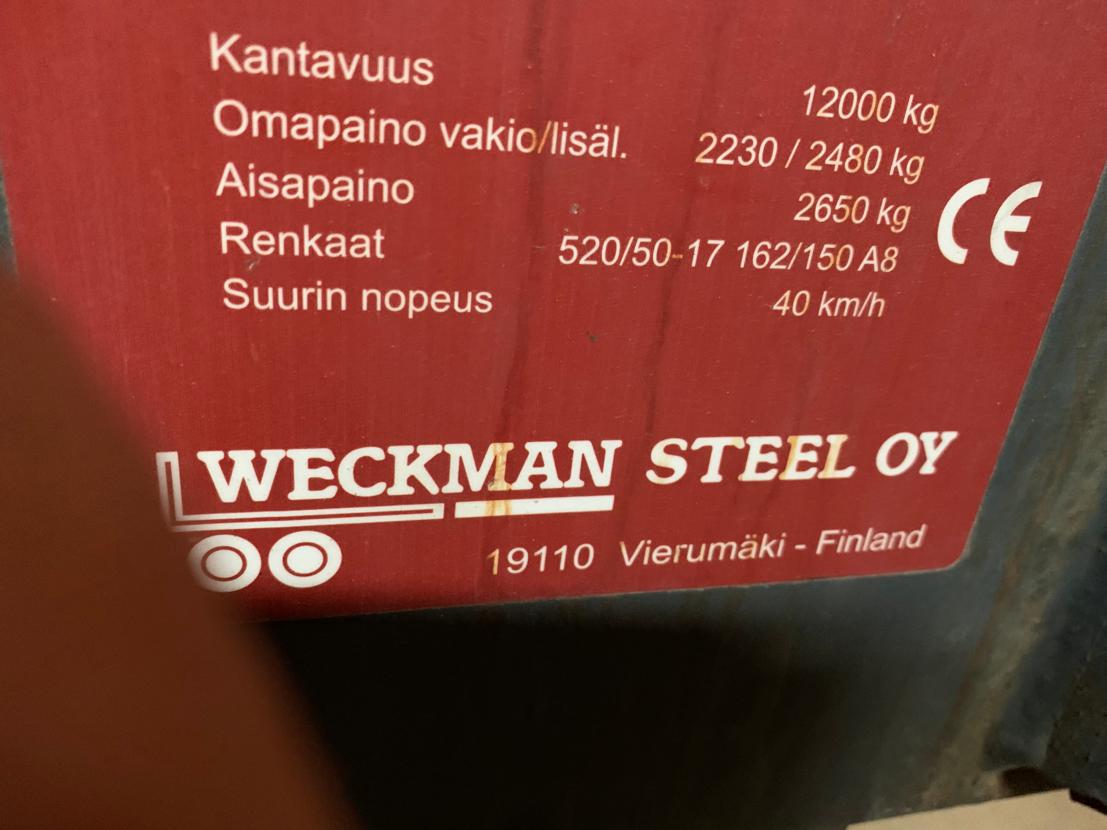 Kantavuus 12000 kg
Omapaino vakio/lisäl. 2230 / 2480 kg
Aisapaino 2650 kg
Renkaat 520/50-17 162/150 A8
Suurin nopeus 40 km/h
CE
WECKMAN STEEL OY
19110 Vierumäki - Finland